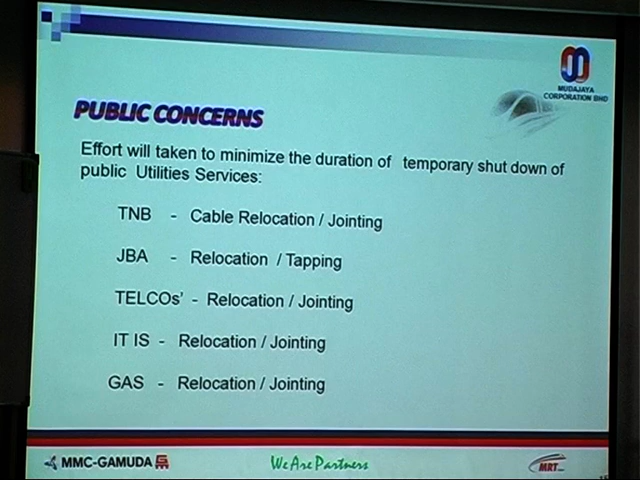 MUDAJAYA
CORPORATION BHD
PUBLIC CONCERNS
Effort will taken to minimize the duration of temporary shut down of
public Utilities Services:
TNB - Cable Relocation / Jointing
JBA - Relocation / Tapping
TELCOs' - Relocation / Jointing
IT IS - Relocation / Jointing
GAS - Relocation / Jointing
MMC-GAMUDA We Are Partners MRT